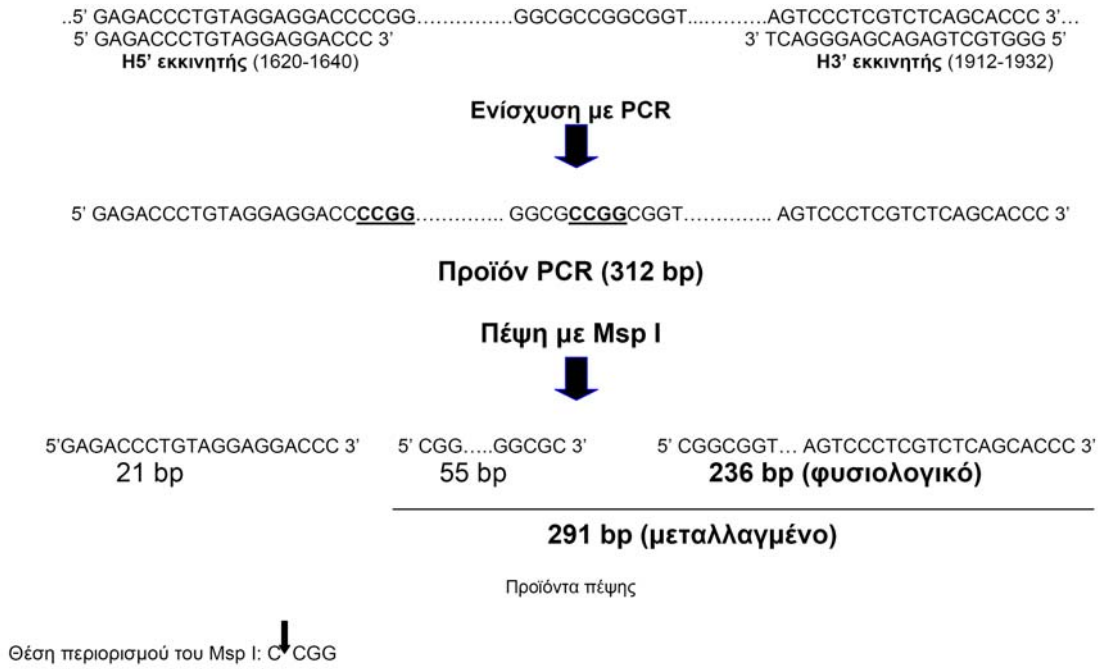 ..5' GAGACCCTGTAGGAGGACCCCGG.............. GGCGCCGGCGGT.............. AGTCCCTCGTCTCAGCACCC 3'...
5' GAGACCCTGTAGGAGGACCC 3' 3' TCAGGGAGCAGAGTCGTGGG 5'
Η5' εκκινητής (1620-1640) Η3' εκκινητής (1912-1932)
Ενίσχυση με PCR
5' GAGACCCTGTAGGAGGACCCCGG.............. GGCGCCGGCGGT.............. AGTCCCTCGTCTCAGCACCC 3'
Προϊόν PCR (312 bp)
Πέψη με Msp I
5'GAGACCCTGTAGGAGGACCC 3' 5' CGG.....GGCGC 3' 5' CGGCGGT... AGTCCCTCGTCTCAGCACCC 3'
21 bp 55 bp 236 bp (φυσιολογικό)
291 bp (μεταλλαγμένο)
Προϊόντα πέψης
Θέση περιορισμού του Msp I: C CGG